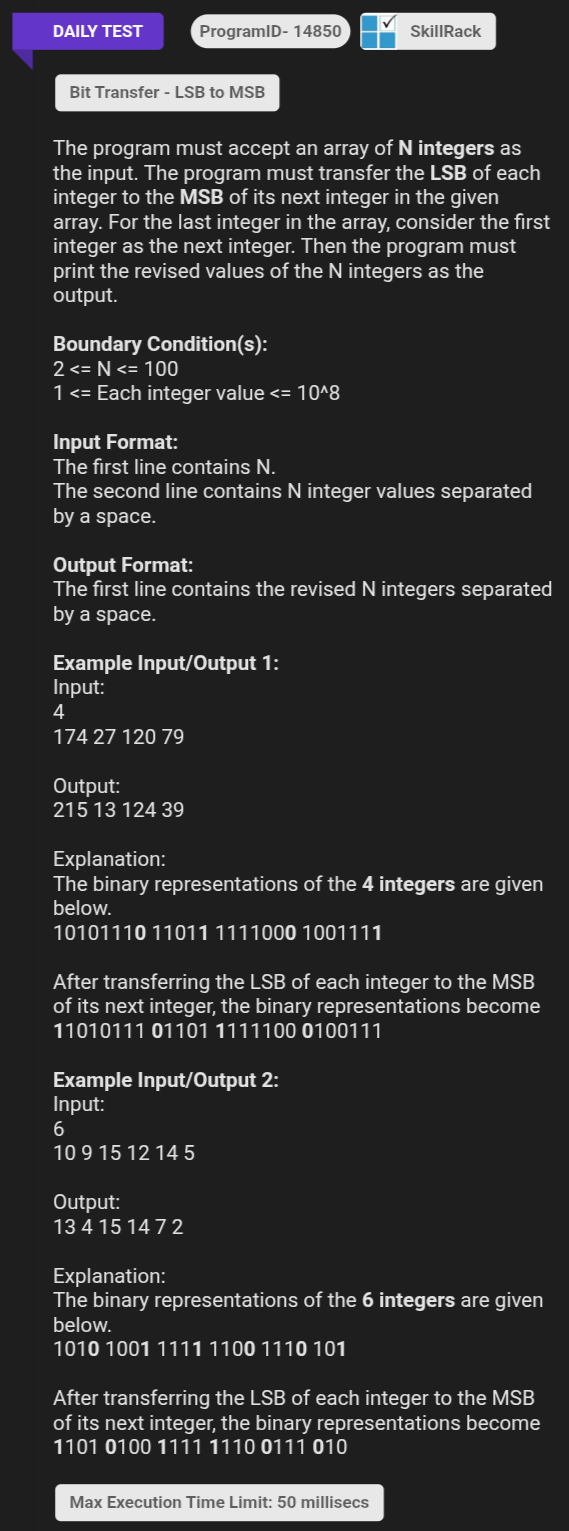 DAILY TEST
ProgramID- 14850
SkillRack
Bit Transfer - LSB to MSB
The program must accept an array of N integers as
the input. The program must transfer the LSB of each
integer to the MSB of its next integer in the given
array. For the last integer in the array, consider the first
integer as the next integer. Then the program must
print the revised values of the N integers as the
output.
Boundary Condition(s):
2 <= N <= 100
1 <= Each integer value <= 10^8
Input Format:
The first line contains N.
The second line contains N integer values separated
by a space.
Output Format:
The first line contains the revised N integers separated
by a space.
Example Input/Output 1:
Input:
4
174 27 120 79
Output:
215 13 124 39
Explanation:
The binary representations of the 4 integers are given
below.
10101110 11011 1111000 1001111
After transferring the LSB of each integer to the MSB
of its next integer, the binary representations become
11010111 01101 1111100 0100111
Example Input/Output 2:
Input:
6
10 9 15 12 14 5
Output:
13 4 15 14 7 2
Explanation:
The binary representations of the 6 integers are given
below.
1010 1001 1111 1100 1110 101
After transferring the LSB of each integer to the MSB
of its next integer, the binary representations become
1101 0100 1111 1110 0111 010
Max Execution Time Limit: 50 millisecs